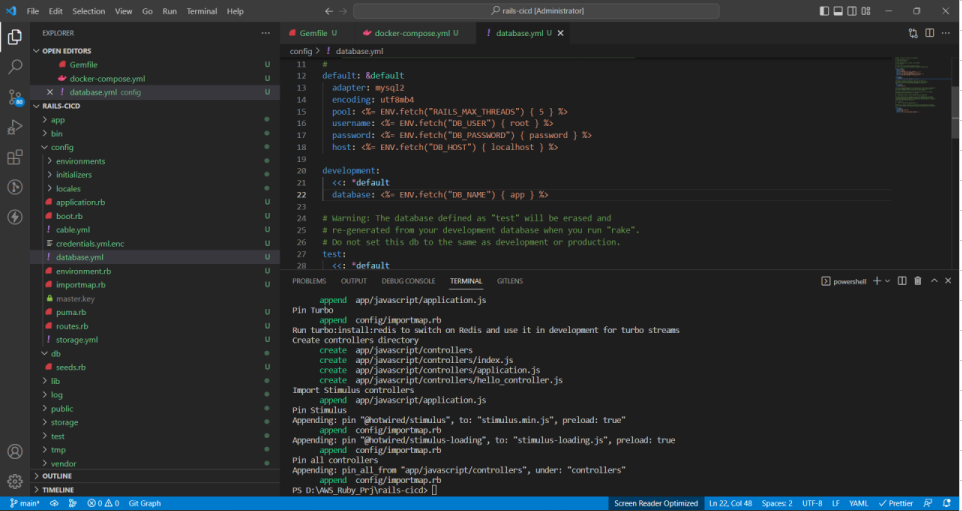 File Edit Selection View Go Run Terminal Help
rails-cicd [Administrator]
EXPLORER
OPEN EDITORS
Gemfile U
docker-compose.yml U
database.yml config U
RAILS-CICD
app
bin
config
environments
initializers
locales
application.rb U
boot.rb U
cable.yml U
credentials.yml.enc U
database.yml U
environment.rb U
importmap.rb U
master.key
puma.rb U
routes.rb U
storage.yml U
db
seeds.rb U
lib
log
public
storage
test
tmp
vendor
OUTLINE
TIMELINE
80
Gemfile U docker-compose.yml U database.yml U
config > database.yml
11 #
12 default: &default
13 adapter: mysql2
14 encoding: utf8mb4
15 pool: <%= ENV.fetch("RAILS_MAX_THREADS") { 5 } %>
16 username: <%= ENV.fetch("DB_USER") { root } %>
17 password: <%= ENV.fetch("DB_PASSWORD") { password } %>
18 host: <%= ENV.fetch("DB_HOST") { localhost } %>
19
20 development:
21 <<: *default
22 database: <%= ENV.fetch("DB_NAME") { app } %>
23
24 # Warning: The database defined as "test" will be erased and
25 # re-generated from your development database when you run "rake".
26 # Do not set this db to the same as development or production.
27 test:
28 <<: *default
PROBLEMS OUTPUT DEBUG CONSOLE TERMINAL GITLENS
powershell
append app/javascript/application.js
Pin Turbo
append config/importmap.rb
Run turbo:install:redis to switch on Redis and use it in development for turbo streams
Create controllers directory
create app/javascript/controllers
create app/javascript/controllers/index.js
create app/javascript/controllers/application.js
create app/javascript/controllers/hello_controller.js
Import Stimulus controllers
append app/javascript/application.js
Pin Stimulus
Appending: pin "@hotwired/stimulus", to: "stimulus.min.js", preload: true"
append config/importmap.rb
Appending: pin "@hotwired/stimulus-loading", to: "stimulus-loading.js", preload: true
append config/importmap.rb
Pin all controllers
Appending: pin_all_from "app/javascript/controllers", under: "controllers"
append config/importmap.rb
PS D:\AWS_Ruby_Prj\rails-cicd>
main* 0 0 Git Graph Screen Reader Optimized Ln 22, Col 48 Spaces: 2 UTF-8 LF YAML Prettier